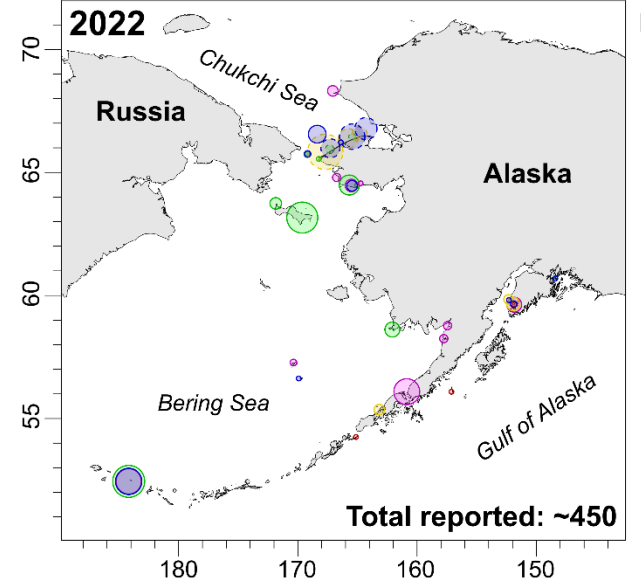 2022
70
65
60
55
Chukchi Sea
Russia
Alaska
Bering Sea
Gulf of Alaska
Total reported: ~450
180 170 160 150